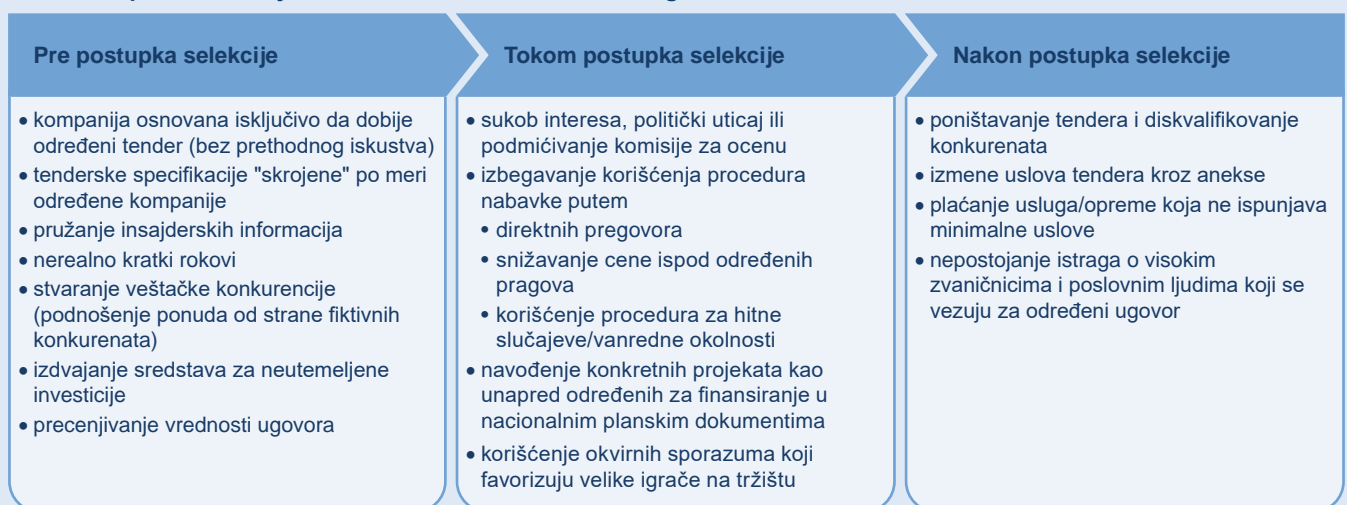 Pre postupka selekcije
• kompanija osnovana isključivo da dobije
određeni tender (bez prethodnog iskustva)
• tenderske specifikacije "skrojene" po meri
određene kompanije
• pružanje insajderskih informacija
• nerealno kratki rokovi
• stvaranje veštačke konkurencije
(podnošenje ponuda od strane fiktivnih
konkurenata)
• izdvajanje sredstava za neutemeljene
investicije
• precenjivanje vrednosti ugovora
Tokom postupka selekcije
• sukob interesa, politički uticaj ili
podmićivanje komisije za ocenu
• izbegavanje korišćenja procedura
nabavke putem
• direktnih pregovora
• snižavanje cene ispod određenih
pragova
• korišćenje procedura za hitne
slučajeve/vanredne okolnosti
• navođenje konkretnih projekata kao
unapred određenih za finansiranje u
nacionalnim planskim dokumentima
• korišćenje okvirnih sporazuma koji
favorizuju velike igrače na tržištu
Nakon postupka selekcije
• poništavanje tendera i diskvalifikovanje
konkurenata
• izmene uslova tendera kroz anekse
• plaćanje usluga/opreme koja ne ispunjava
minimalne uslove
• nepostojanje istraga o visokim
zvaničnicima i poslovnim ljudima koji se
vezuju za određeni ugovor